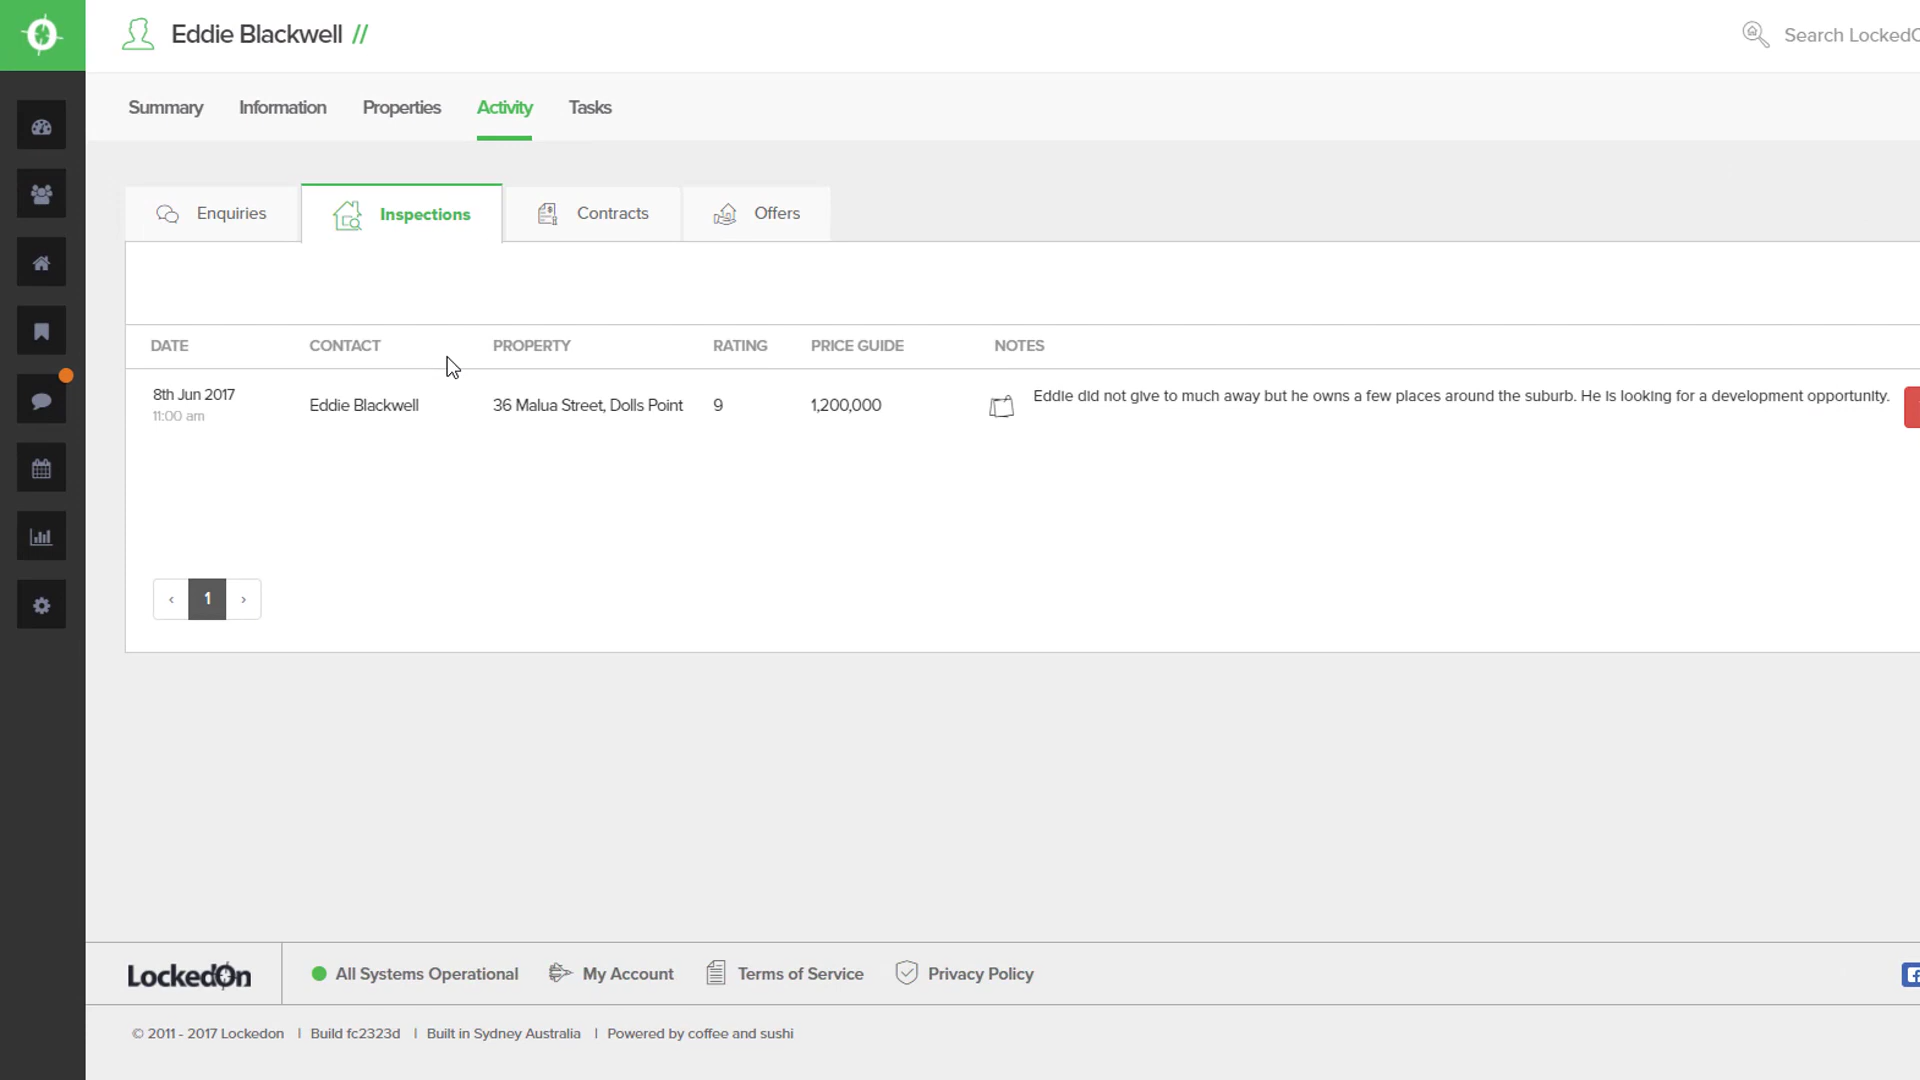 Eddie Blackwell //
Search LockedO
Summary Information Properties Activity Tasks
Enquiries Inspections Contracts Offers
DATE CONTACT PROPERTY RATING PRICE GUIDE NOTES
8th Jun 2017
11:00 am
Eddie Blackwell 36 Malua Street, Dolls Point 9 1,200,000 Eddie did not give to much away but he owns a few places around the suburb. He is looking for a development opportunity.
‹ 1 ›
LockedOn All Systems Operational My Account Terms of Service Privacy Policy
© 2011 - 2017 Lockedon | Build fc2323d | Built in Sydney Australia | Powered by coffee and sushi